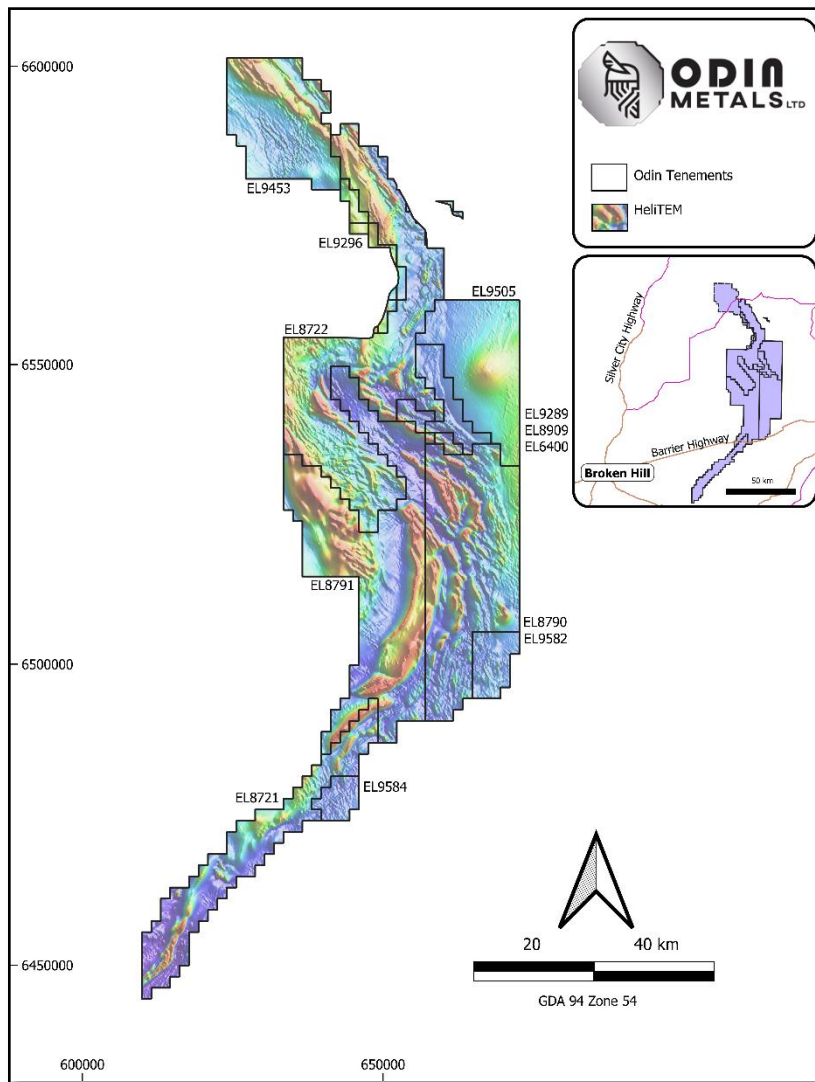 6600000
6550000
6500000
6450000
600000
650000
EL9453
EL9296
EL9505
EL8722
EL9289
EL8909
EL6400
EL8791
EL8790
EL9582
EL8721
EL9584
ODIN
METALS LTD
Odin Tenements
HeliTEM
Silver City Highway
Barrier Highway
Broken Hill
50 km
20 40 km
GDA 94 Zone 54